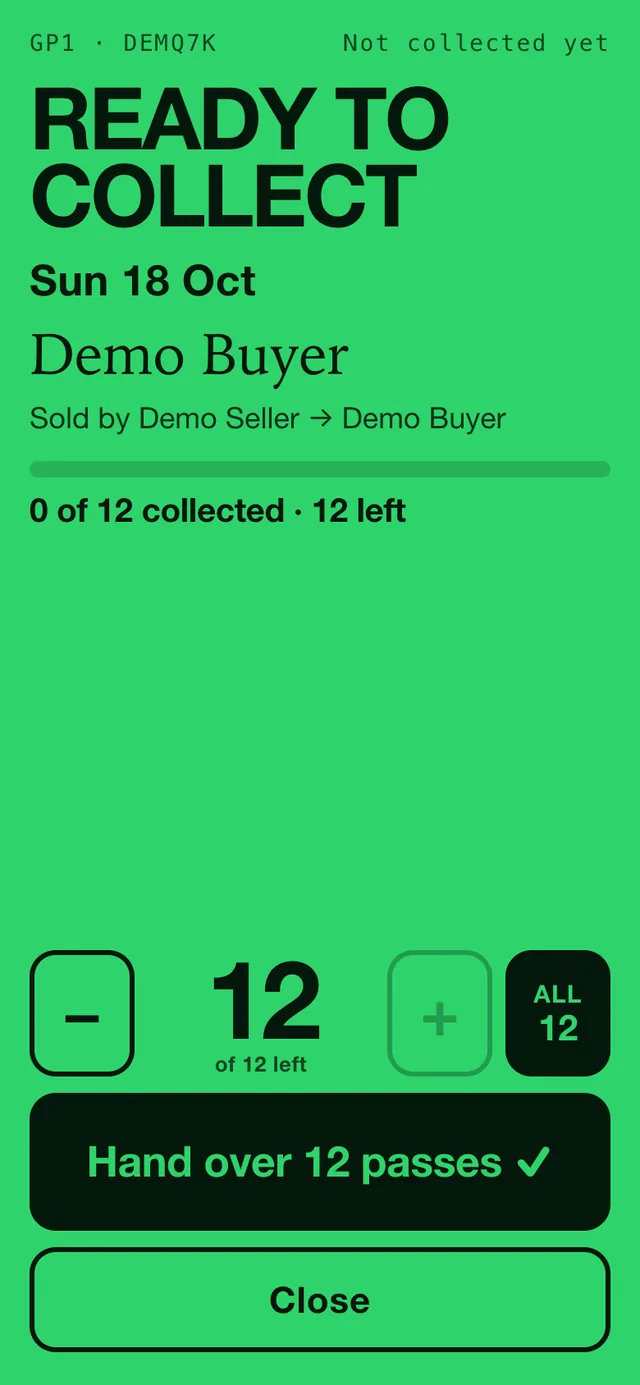 GP1 · DEMQ7K
Not collected yet
READY TO
COLLECT
Sun 18 Oct
Demo Buyer
Sold by Demo Seller → Demo Buyer
0 of 12 collected · 12 left
−
12
of 12 left
+
ALL
12
Hand over 12 passes ✓
Close